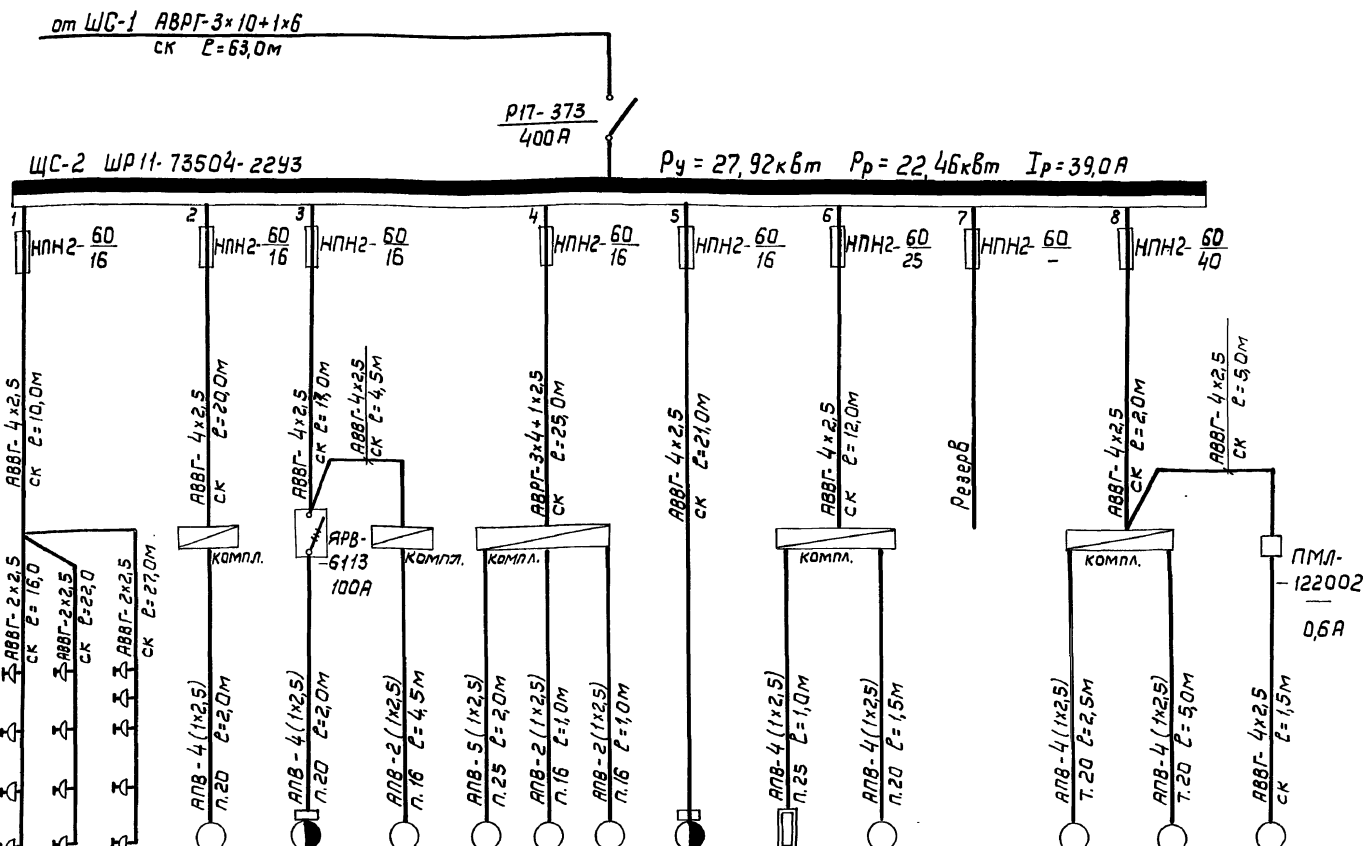 от ШС-1 АВРГ-3×10+1×6
ск ℓ=63,0м
Р17-373
400А
ЩС-2 ШР11-73504-22У3
Ру = 27,92квт Рр = 22,46квт Iр=39,0А
1 2 3 4 5 6 7 8
НПН2-60/16
НПН2-60/16
НПН2-60/16
НПН2-60/16
НПН2-60/16
НПН2-60/25
НПН2-60/-
НПН2-60/40
АВВГ-4×2,5
ск ℓ=10,0м
АВВГ-4×2,5
ск ℓ=20,0м
АВВГ-4×2,5
ск ℓ=17,0м
АВВГ-4×2,5
ск ℓ=4,5м
АВРГ-3×4+1×2,5
ск ℓ=25,0м
АВВГ-4×2,5
ск ℓ=21,0м
АВВГ-4×2,5
ск ℓ=12,0м
Резерв
АВВГ-4×2,5
ск ℓ=2,0м
АВВГ-4×2,5
ск ℓ=5,0м
компл.
ЯРВ-
-6113
100А
компл.
компл.
компл.
компл.
ПМЛ-
-122002
0,6А
АВВГ-2×2,5
ск ℓ=16,0
АВВГ-2×2,5
ск ℓ=22,0
АВВГ-2×2,5
ск ℓ=27,0м.
АПВ-4(1×2,5)
п.20 ℓ=2,0м
АПВ-4(1×2,5)
п.20 ℓ=2,0м
АПВ-2(1×2,5)
п.16 ℓ=4,5м
АПВ-5(1×2,5)
п.25 ℓ=2,0м
АПВ-2(1×2,5)
п.16 ℓ=1,0м
АПВ-2(1×2,5)
п.16 ℓ=1,0м
АПВ-4(1×2,5)
п.25 ℓ=1,0м
АПВ-4(1×2,5)
п.20 ℓ=1,5м
АПВ-4(1×2,5)
Т.20 ℓ=2,5м
АПВ-4(1×2,5)
Т.20 ℓ=5,0м
АВВГ-4×2,5
ск ℓ=1,5м